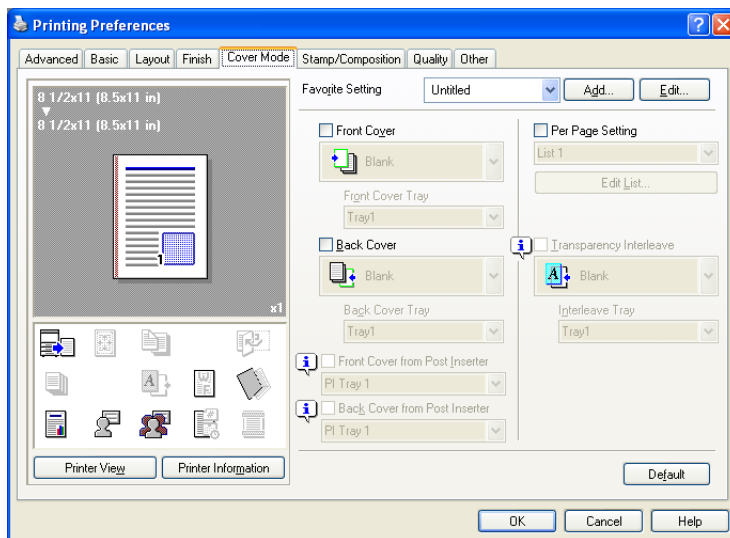 Printing Preferences
Advanced Basic Layout Finish Cover Mode Stamp/Composition Quality Other
8 1/2x11 (8.5x11 in)
8 1/2x11 (8.5x11 in)
1
x1
Printer View Printer Information
Favorite Setting Untitled Add... Edit...
Front Cover
Blank
Front Cover Tray
Tray1
Back Cover
Blank
Back Cover Tray
Tray1
Front Cover from Post Inserter
PI Tray 1
Back Cover from Post Inserter
PI Tray 1
Per Page Setting
List 1
Edit List...
Transparency Interleave
Blank
Interleave Tray
Tray1
Default
OK Cancel Help